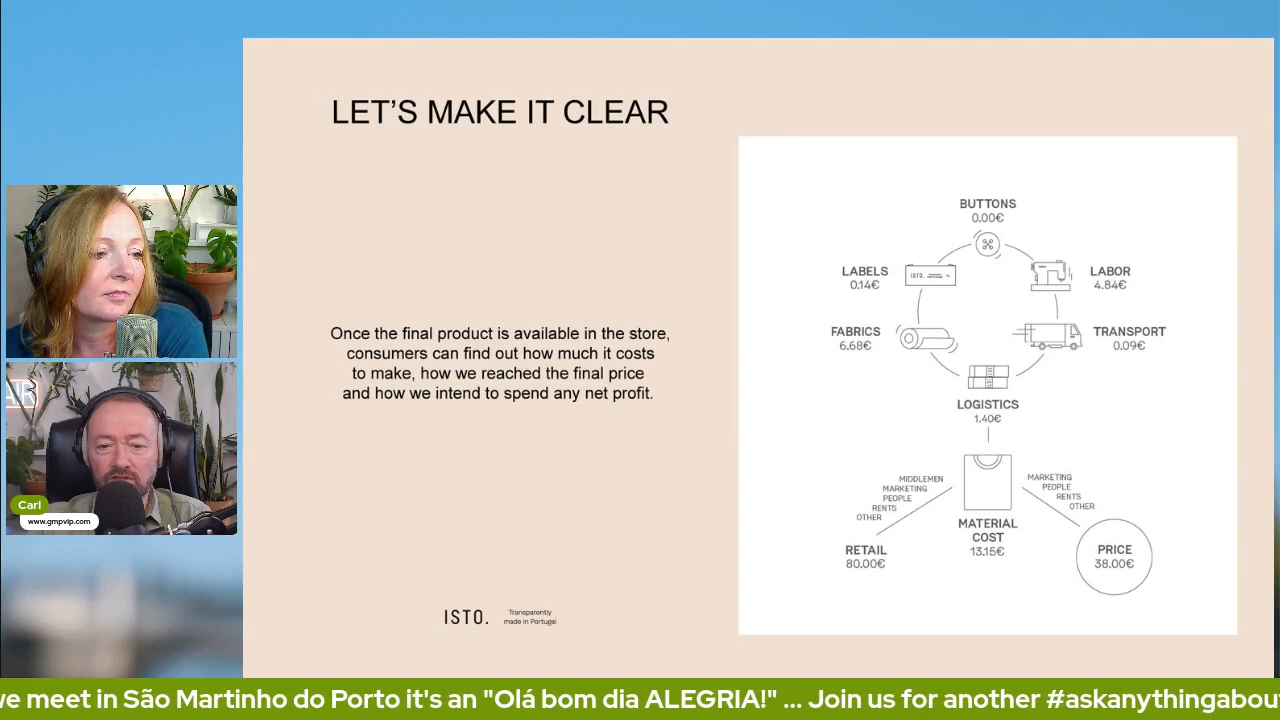 LET'S MAKE IT CLEAR
Once the final product is available in the store,
consumers can find out how much it costs
to make, how we reached the final price
and how we intend to spend any net profit.
ISTO.
Transparently
made in Portugal
BUTTONS
0.00€
LABELS
0.14€
ISTO.
LABOR
4.84€
FABRICS
6.68€
TRANSPORT
0.09€
LOGISTICS
1.40€
MIDDLEMEN
MARKETING
PEOPLE
RENTS
OTHER
MARKETING
PEOPLE
RENTS
OTHER
MATERIAL
COST
13.15€
RETAIL
80.00€
PRICE
38.00€
AIR
Carl
www.gmpvip.com
we meet in São Martinho do Porto it's an "Olá bom dia ALEGRIA!" ... Join us for another #askanythingabou